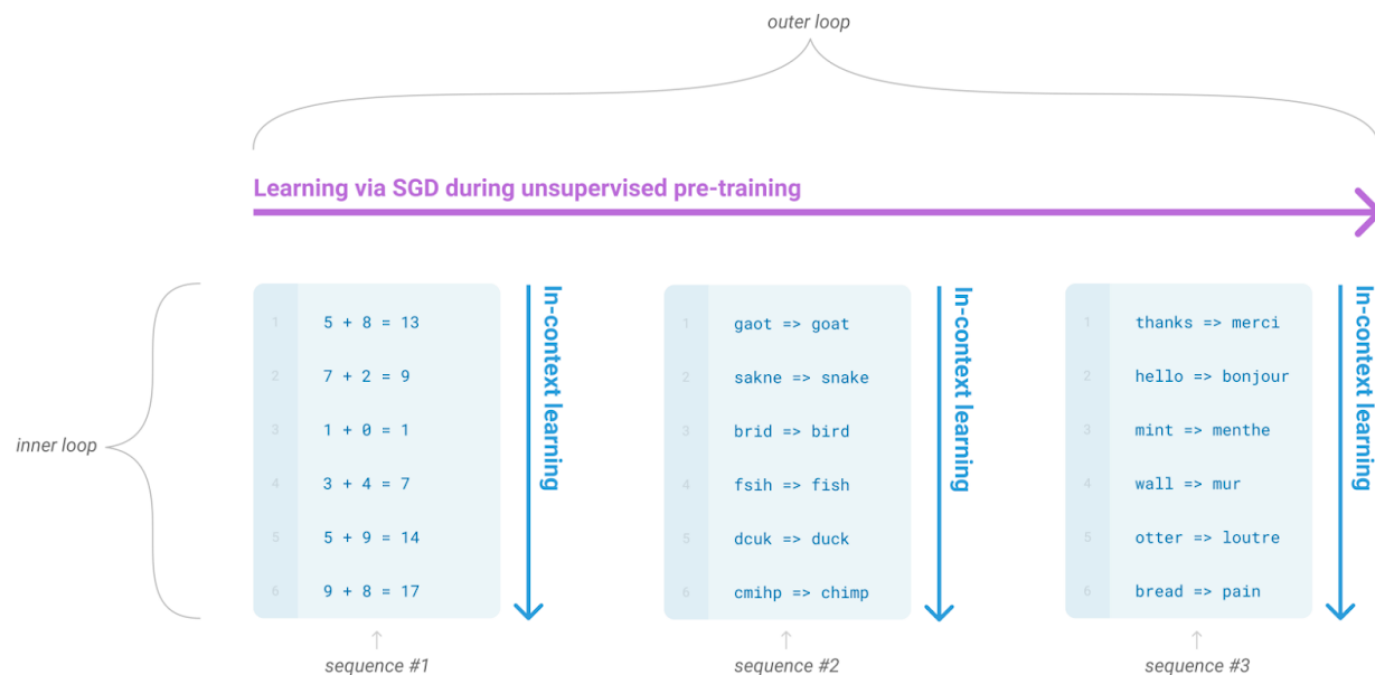 outer loop
Learning via SGD during unsupervised pre-training
inner loop
1 5 + 8 = 13
2 7 + 2 = 9
3 1 + 0 = 1
4 3 + 4 = 7
5 5 + 9 = 14
6 9 + 8 = 17
In-context learning
sequence #1
1 gaot => goat
2 sakne => snake
3 brid => bird
4 fsih => fish
5 dcuk => duck
6 cmihp => chimp
In-context learning
sequence #2
1 thanks => merci
2 hello => bonjour
3 mint => menthe
4 wall => mur
5 otter => loutre
6 bread => pain
In-context learning
sequence #3